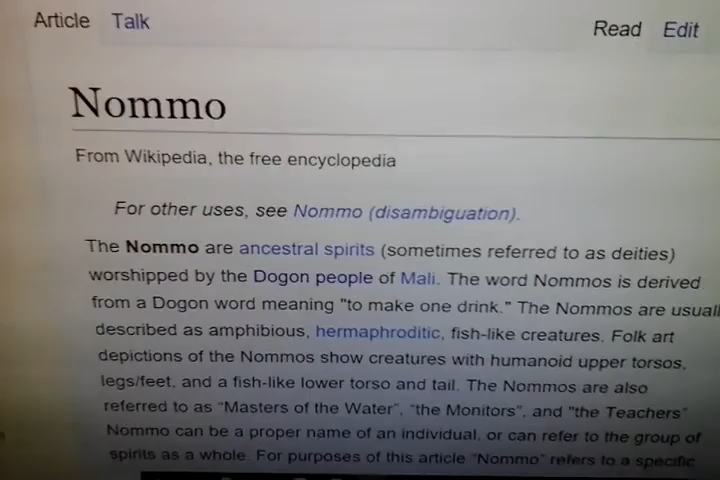 Article Talk Read Edit
Nommo
From Wikipedia, the free encyclopedia
For other uses, see Nommo (disambiguation).
The Nommo are ancestral spirits (sometimes referred to as deities)
worshipped by the Dogon people of Mali. The word Nommos is derived
from a Dogon word meaning "to make one drink." The Nommos are usuall
described as amphibious, hermaphroditic, fish-like creatures. Folk art
depictions of the Nommos show creatures with humanoid upper torsos,
legs/feet, and a fish-like lower torso and tail. The Nommos are also
referred to as “Masters of the Water”, “the Monitors”, and "the Teachers”
Nommo can be a proper name of an individual, or can refer to the group of
spirits as a whole. For purposes of this article “Nommo” refers to a specific